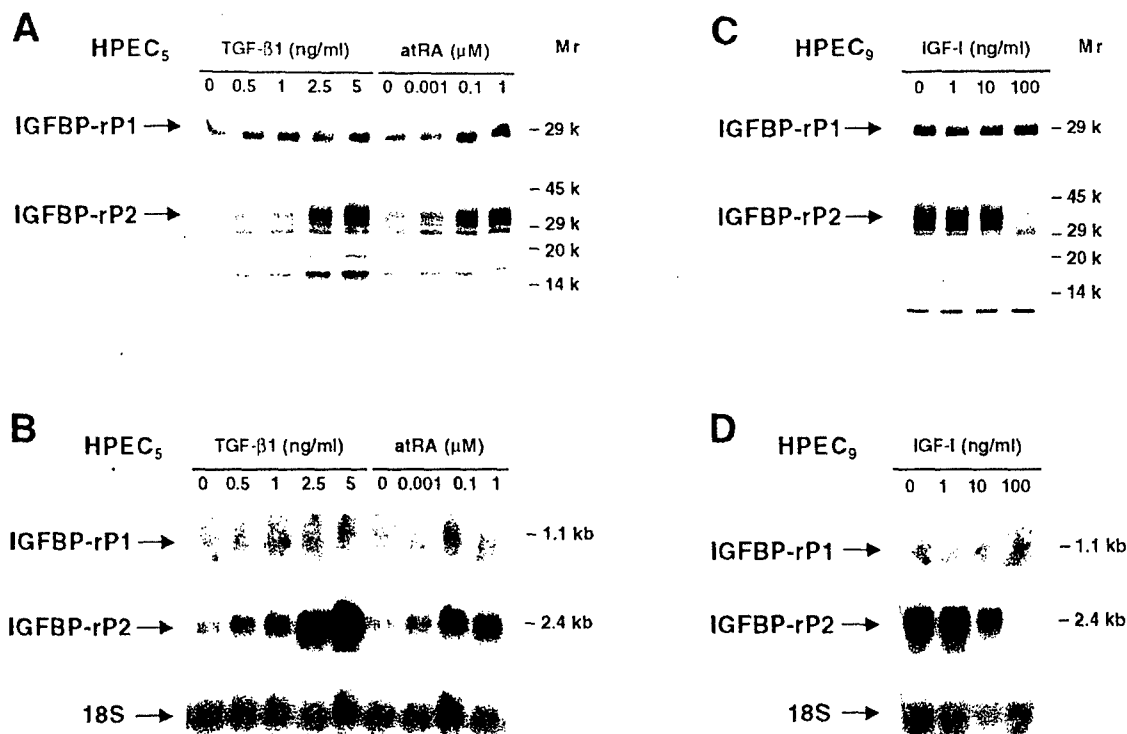 A
HPEC₅
TGF-ß1 (ng/ml)
atRA (µM)
Mr
0 0.5 1 2.5 5 0 0.001 0.1 1
IGFBP-rP1
– 29 k
IGFBP-rP2
– 45 k
– 29 k
– 20 k
– 14 k
C
HPEC₉
IGF-I (ng/ml)
Mr
0 1 10 100
IGFBP-rP1
– 29 k
IGFBP-rP2
– 45 k
– 29 k
– 20 k
– 14 k
B
HPEC₅
TGF-ß1 (ng/ml)
atRA (µM)
0 0.5 1 2.5 5 0 0.001 0.1 1
IGFBP-rP1
– 1.1 kb
IGFBP-rP2
– 2.4 kb
18S
D
HPEC₉
IGF-I (ng/ml)
0 1 10 100
IGFBP-rP1
– 1.1 kb
IGFBP-rP2
– 2.4 kb
18S